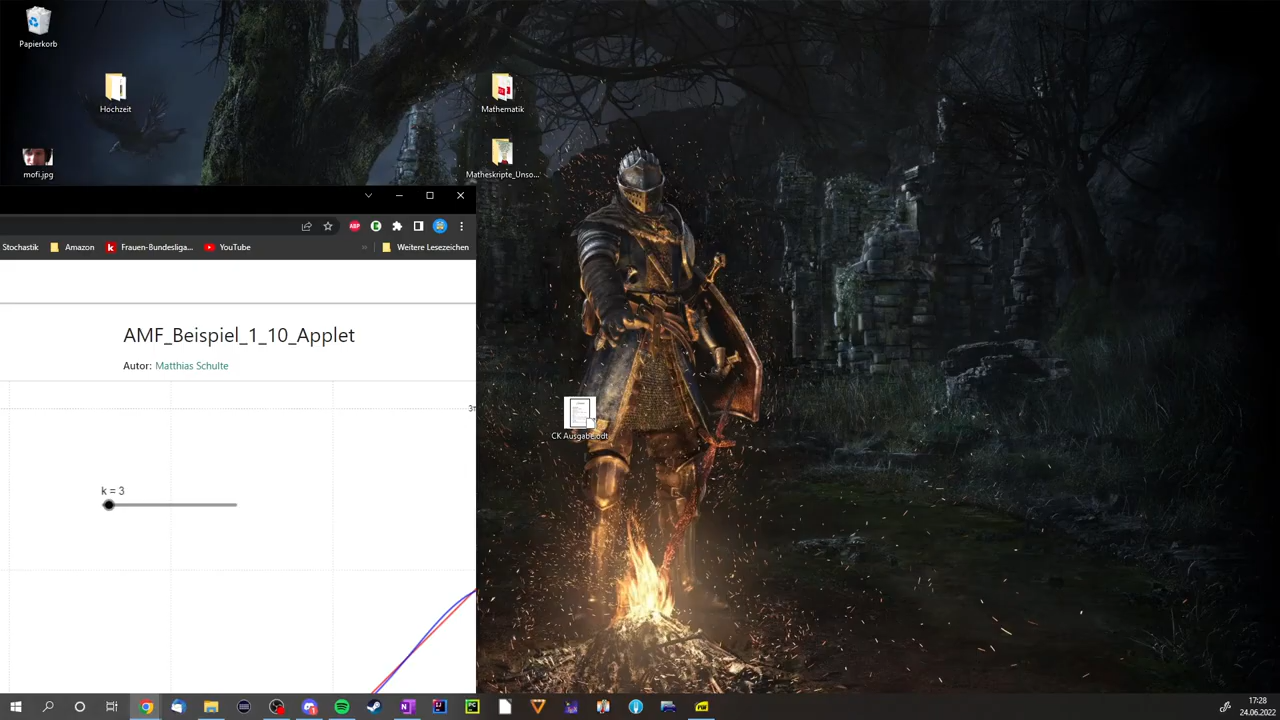 Papierkorb
Hochzeit
Mathematik
mofi.jpg
Matheskripte_Unso...
ABP
Stochastik
Amazon
k
Frauen-Bundesliga...
YouTube
»
Weitere Lesezeichen
AMF_Beispiel_1_10_Applet
Autor: Matthias Schulte
k = 3
CK Ausgabe.odt
17:28
24.06.2022